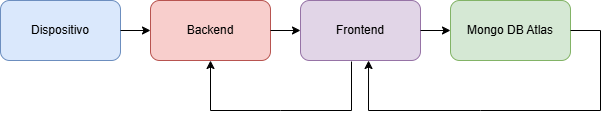 Dispositivo
Backend
Frontend
Mongo DB Atlas